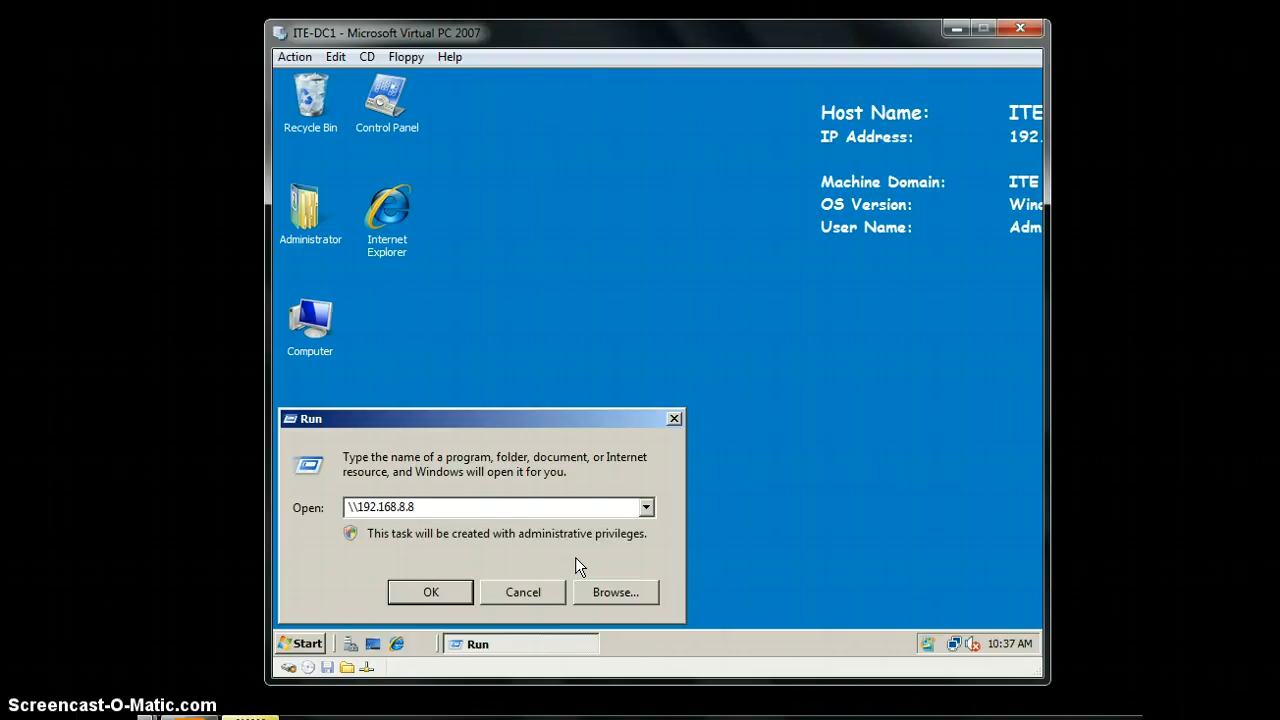 ITE-DC1 - Microsoft Virtual PC 2007
Action Edit CD Floppy Help
Recycle Bin
Control Panel
Host Name: ITE
IP Address: 192.
Machine Domain: ITE
OS Version: Wind
User Name: Adm
Administrator
Internet
Explorer
Computer
Run
Type the name of a program, folder, document, or Internet
resource, and Windows will open it for you.
Open: \\192.168.8.8
This task will be created with administrative privileges.
OK Cancel Browse...
Start Run 10:37 AM
Screencast-O-Matic.com